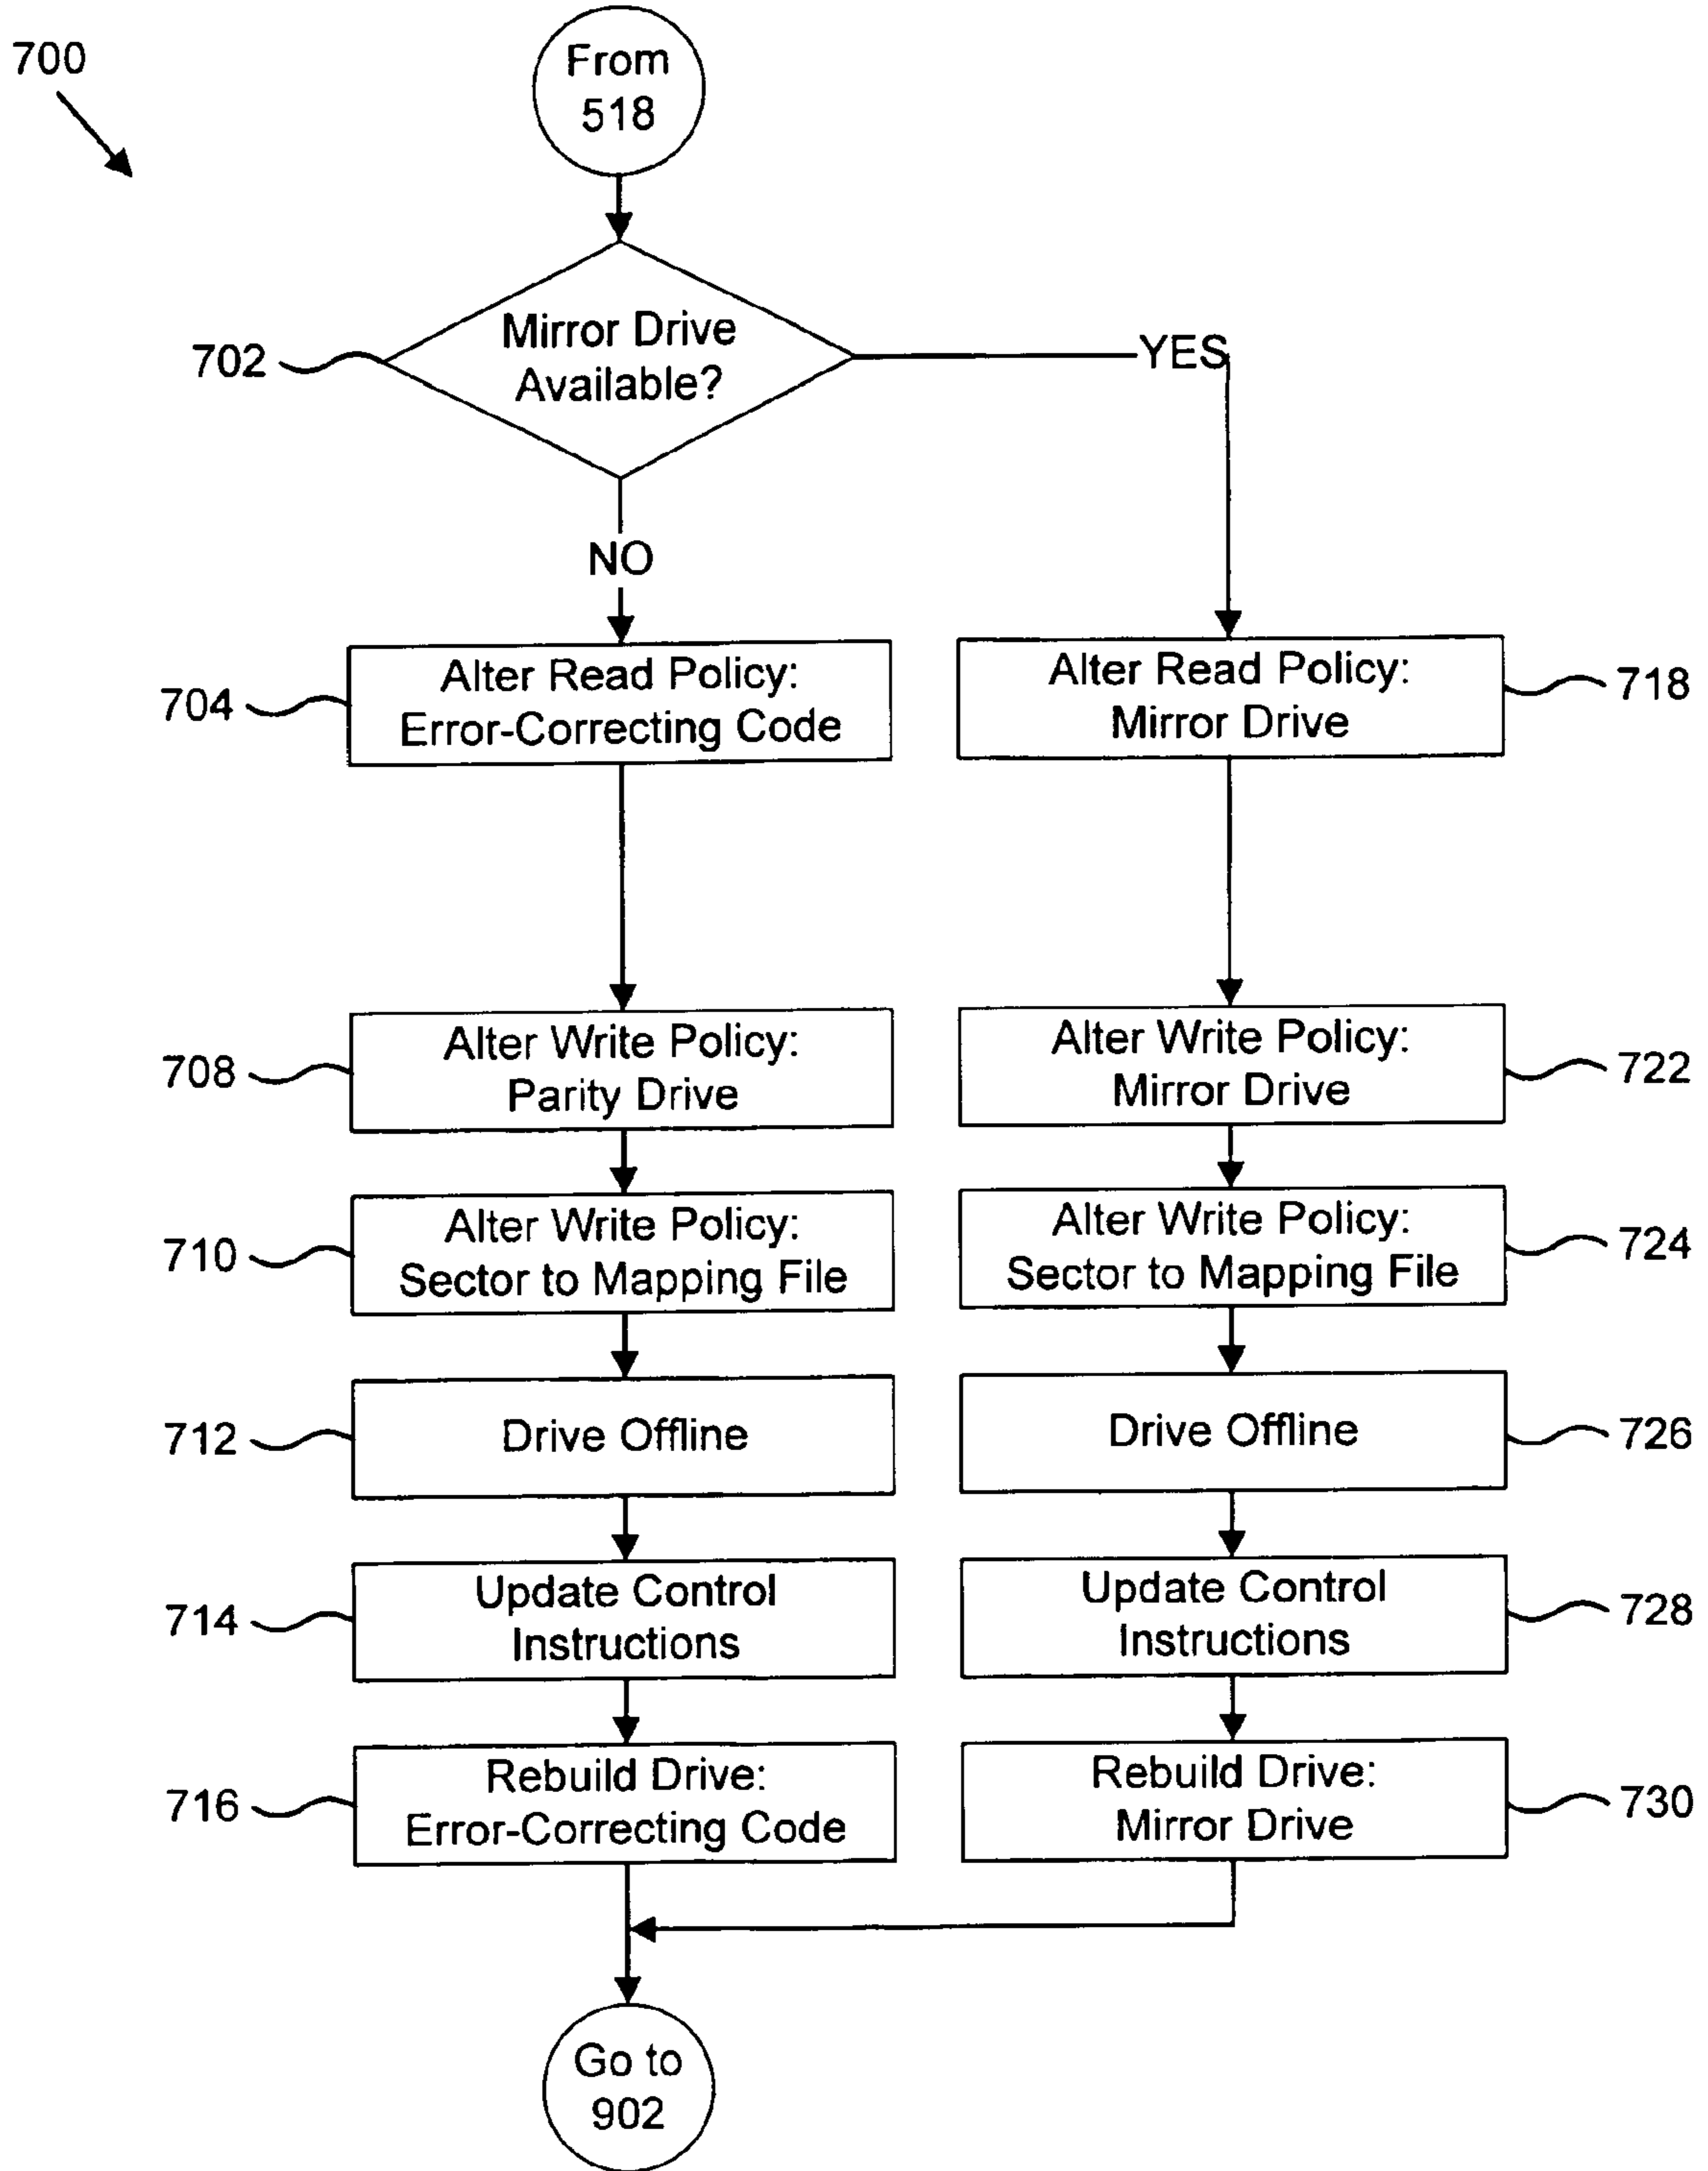 700
From
518
702
Mirror Drive
Available?
YES
NO
704
Alter Read Policy:
Error-Correcting Code
Alter Read Policy:
Mirror Drive
718
708
Alter Write Policy:
Parity Drive
Alter Write Policy:
Mirror Drive
722
710
Alter Write Policy:
Sector to Mapping File
Alter Write Policy:
Sector to Mapping File
724
712
Drive Offline
Drive Offline
726
714
Update Control
Instructions
Update Control
Instructions
728
716
Rebuild Drive:
Error-Correcting Code
Rebuild Drive:
Mirror Drive
730
Go to
902